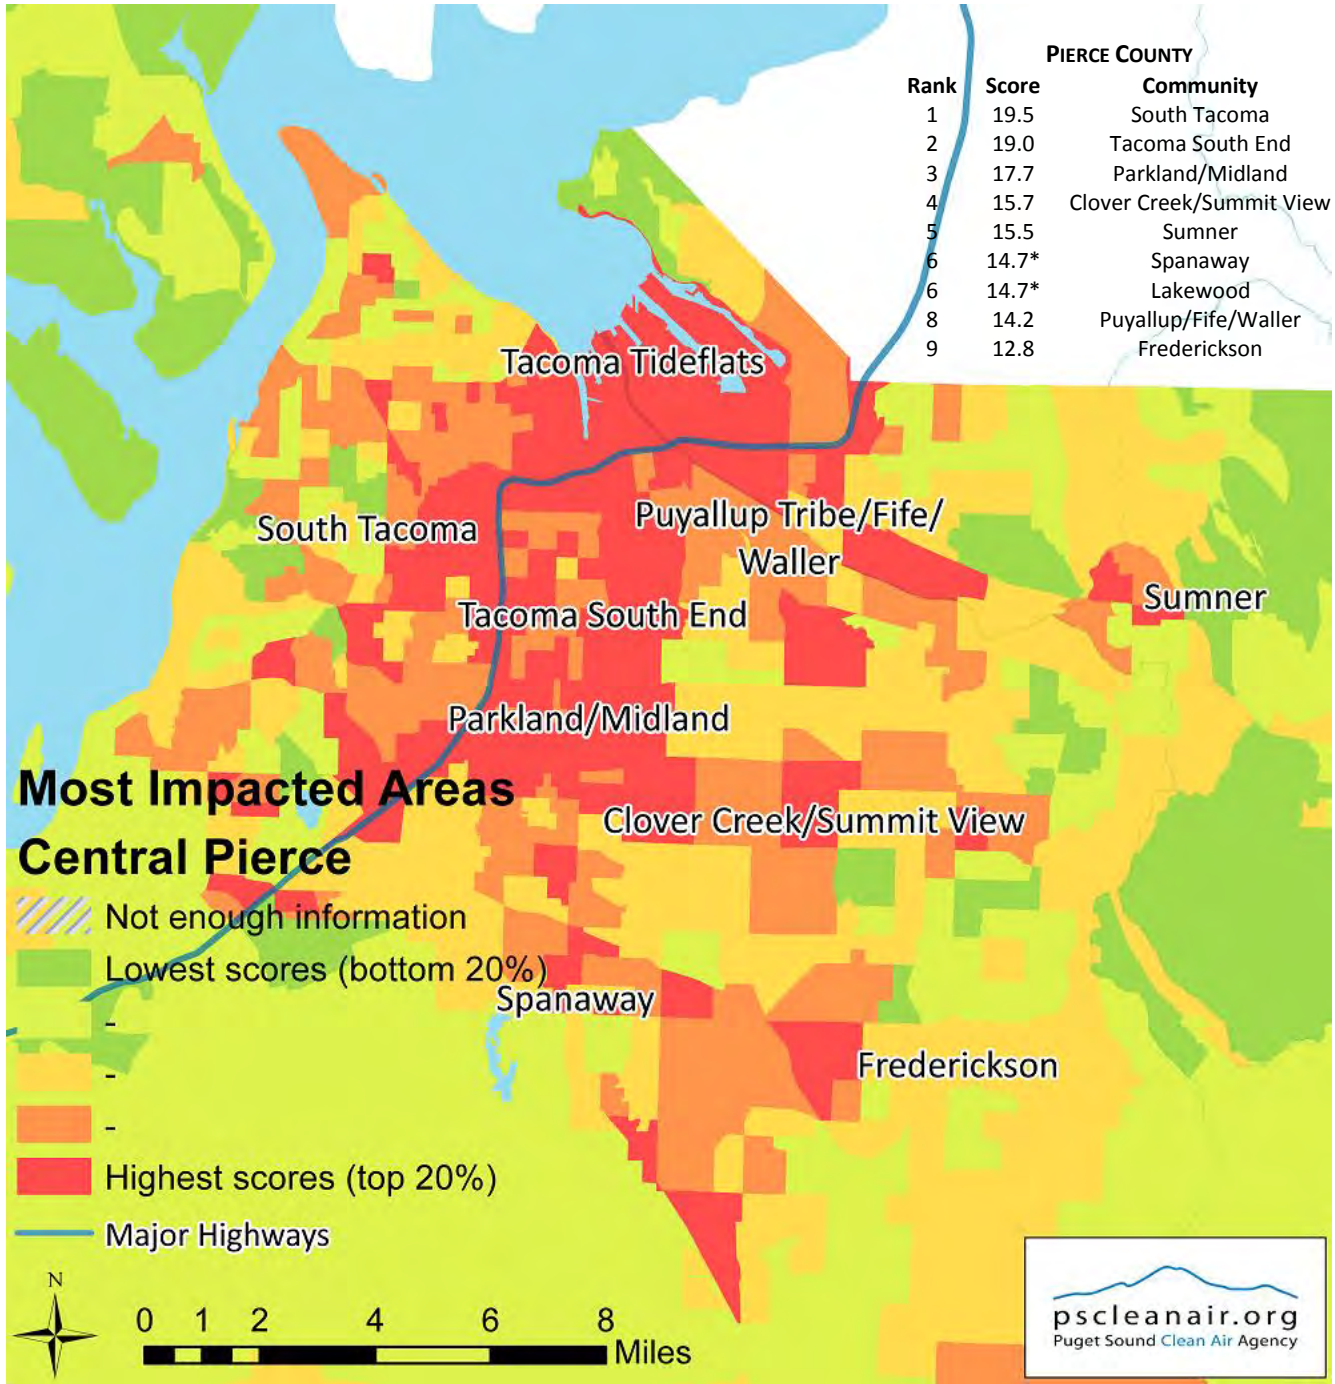 PIERCE COUNTY
Rank Score Community
1 19.5 South Tacoma
2 19.0 Tacoma South End
3 17.7 Parkland/Midland
4 15.7 Clover Creek/Summit View
5 15.5 Sumner
6 14.7* Spanaway
6 14.7* Lakewood
8 14.2 Puyallup/Fife/Waller
9 12.8 Frederickson
Tacoma Tideflats
South Tacoma
Puyallup Tribe/Fife/
Waller
Sumner
Tacoma South End
Parkland/Midland
Clover Creek/Summit View
Spanaway
Frederickson
Most Impacted Areas
Central Pierce
Not enough information
Lowest scores (bottom 20%)
-
-
-
Highest scores (top 20%)
Major Highways
N
0 1 2 4 6 8
Miles
pscleanair.org
Puget Sound Clean Air Agency